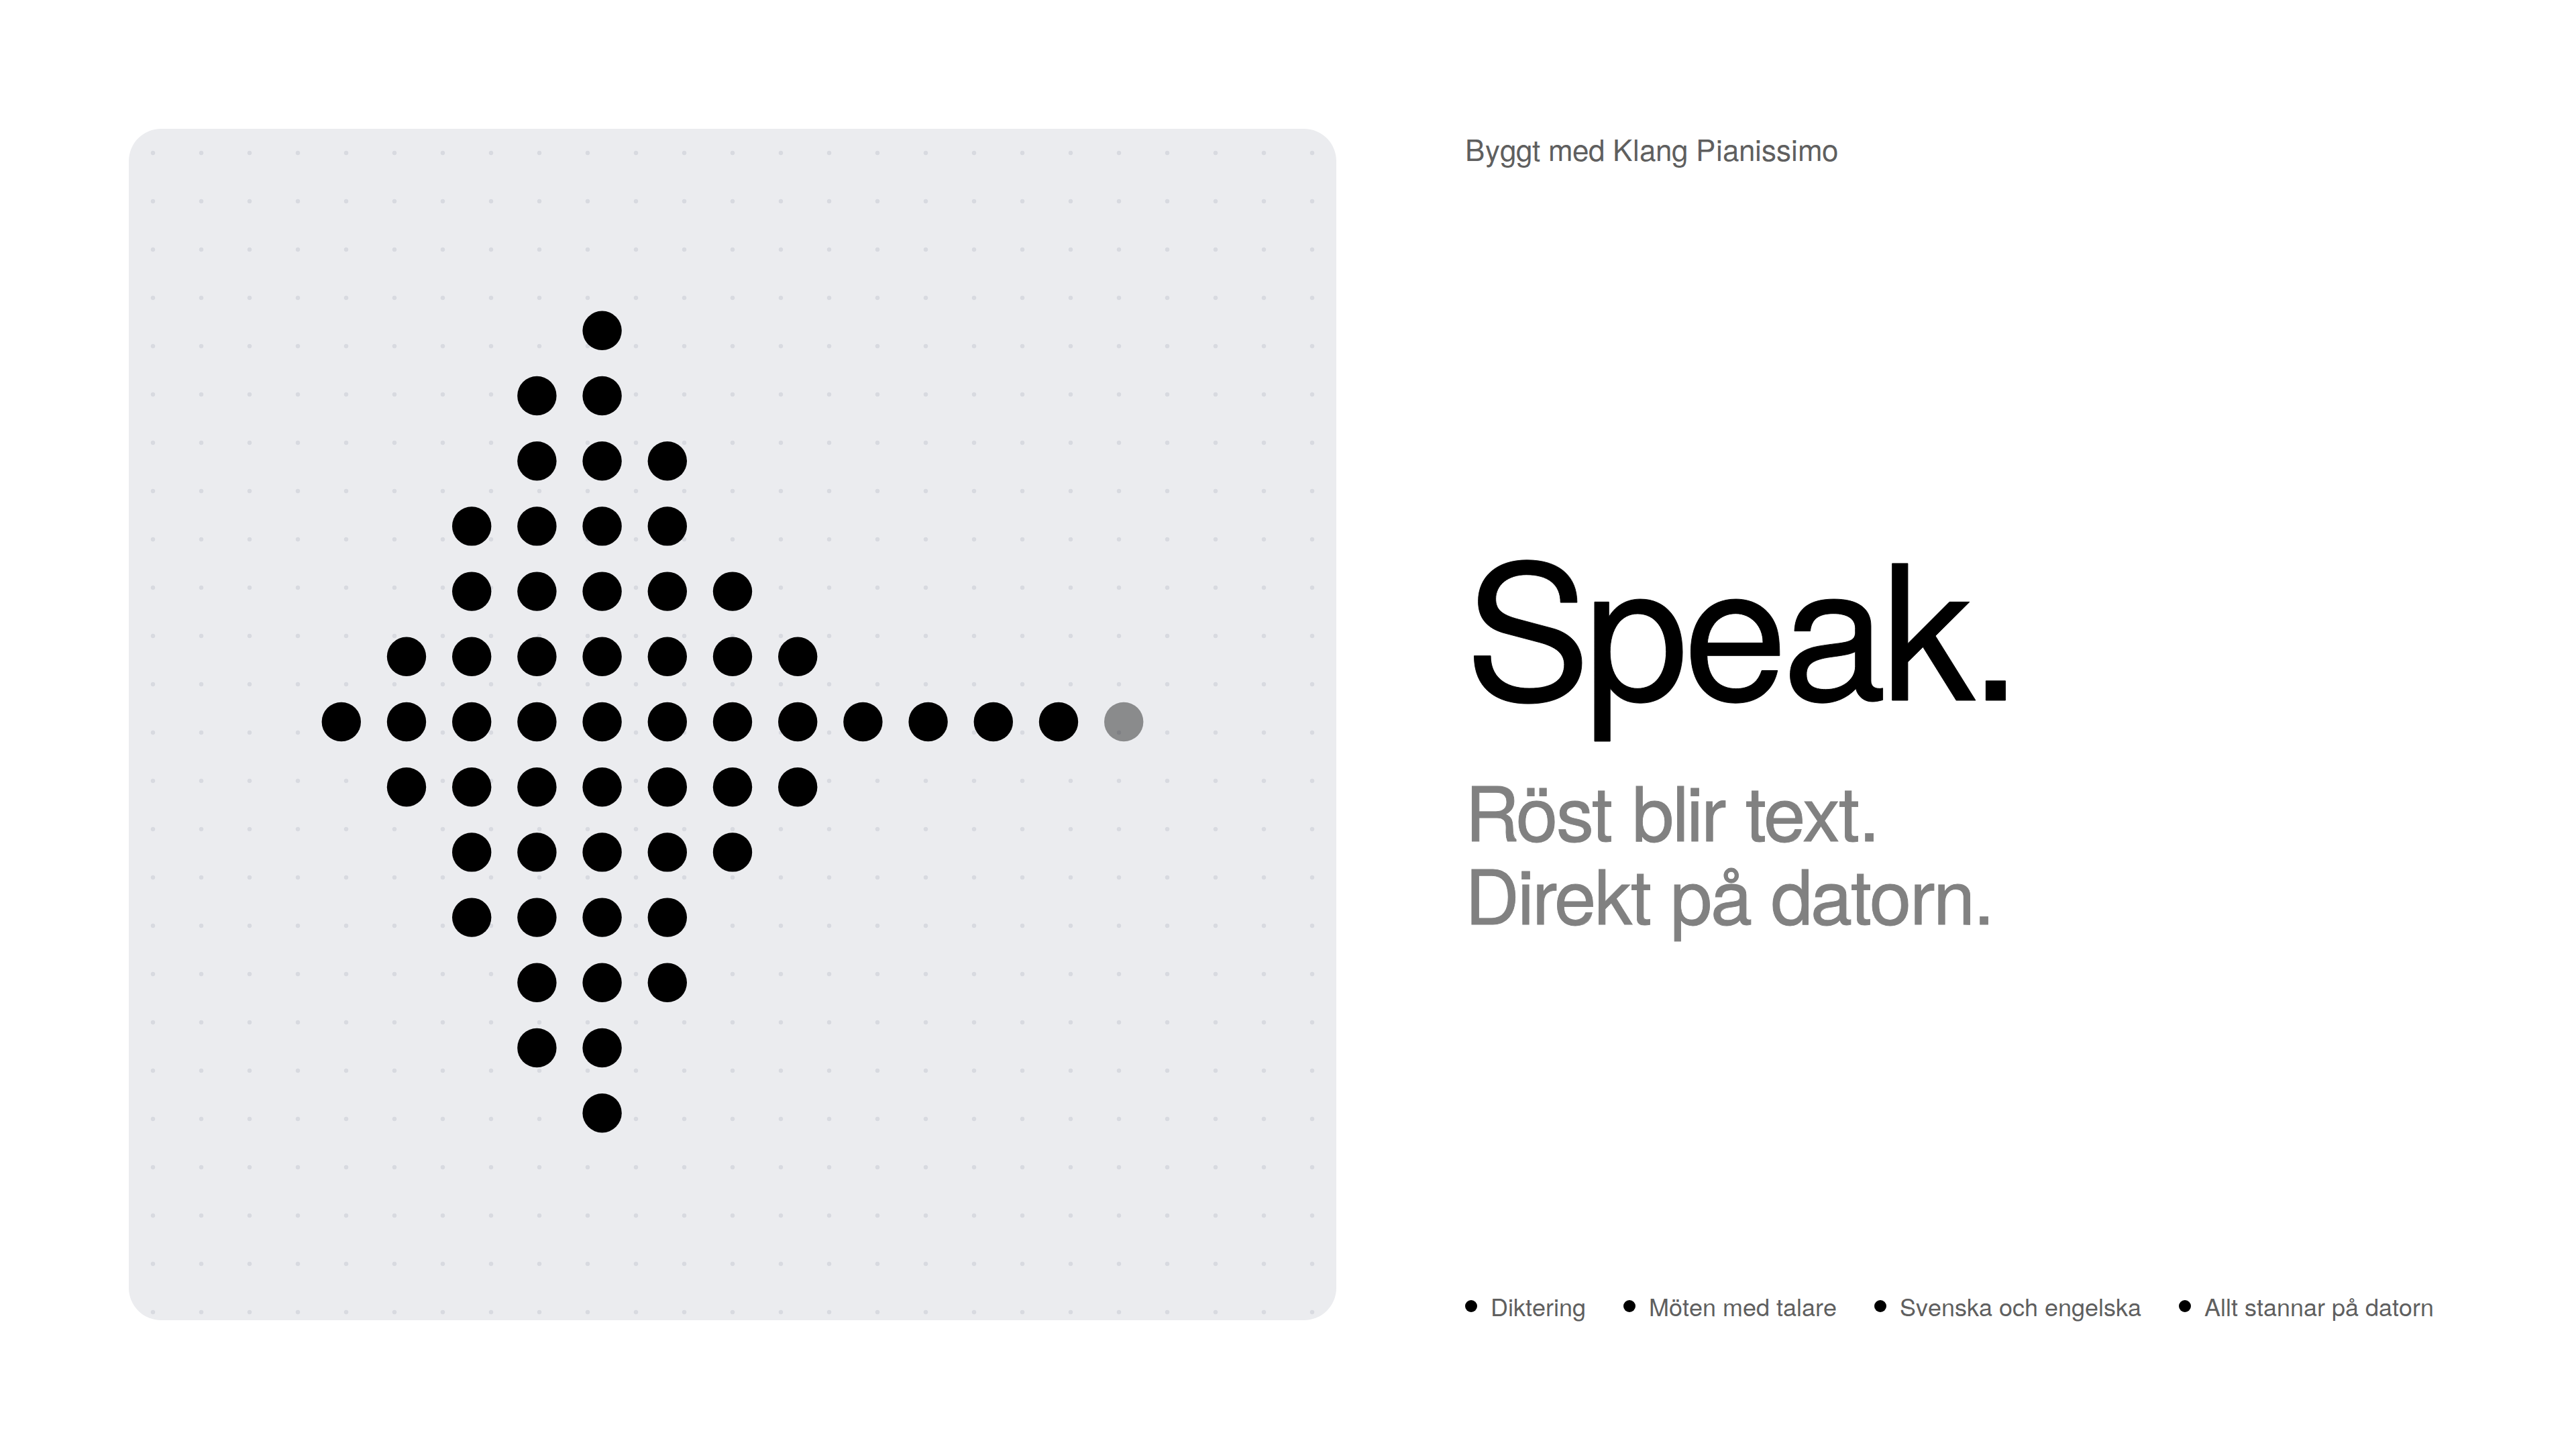 Byggt med Klang Pianissimo
Speak.
Röst blir text.
Direkt på datorn.
Diktering
Möten med talare
Svenska och engelska
Allt stannar på datorn